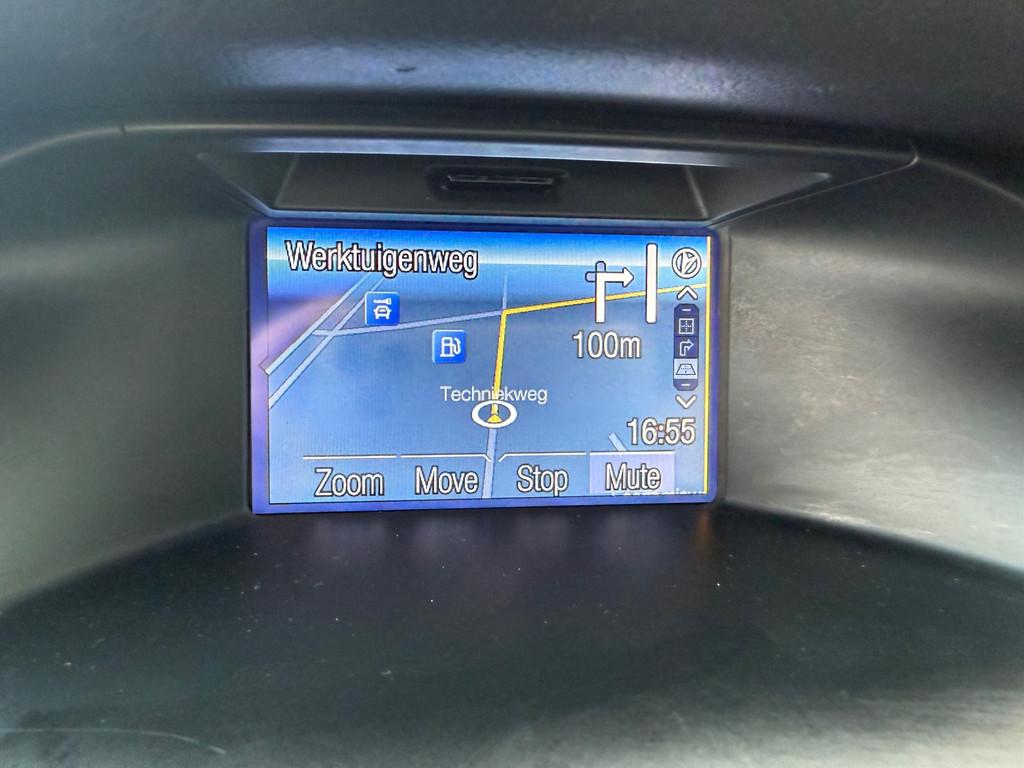 Werktuigenweg
100m
Techniekweg
16:55
Zoom Move Stop Mute